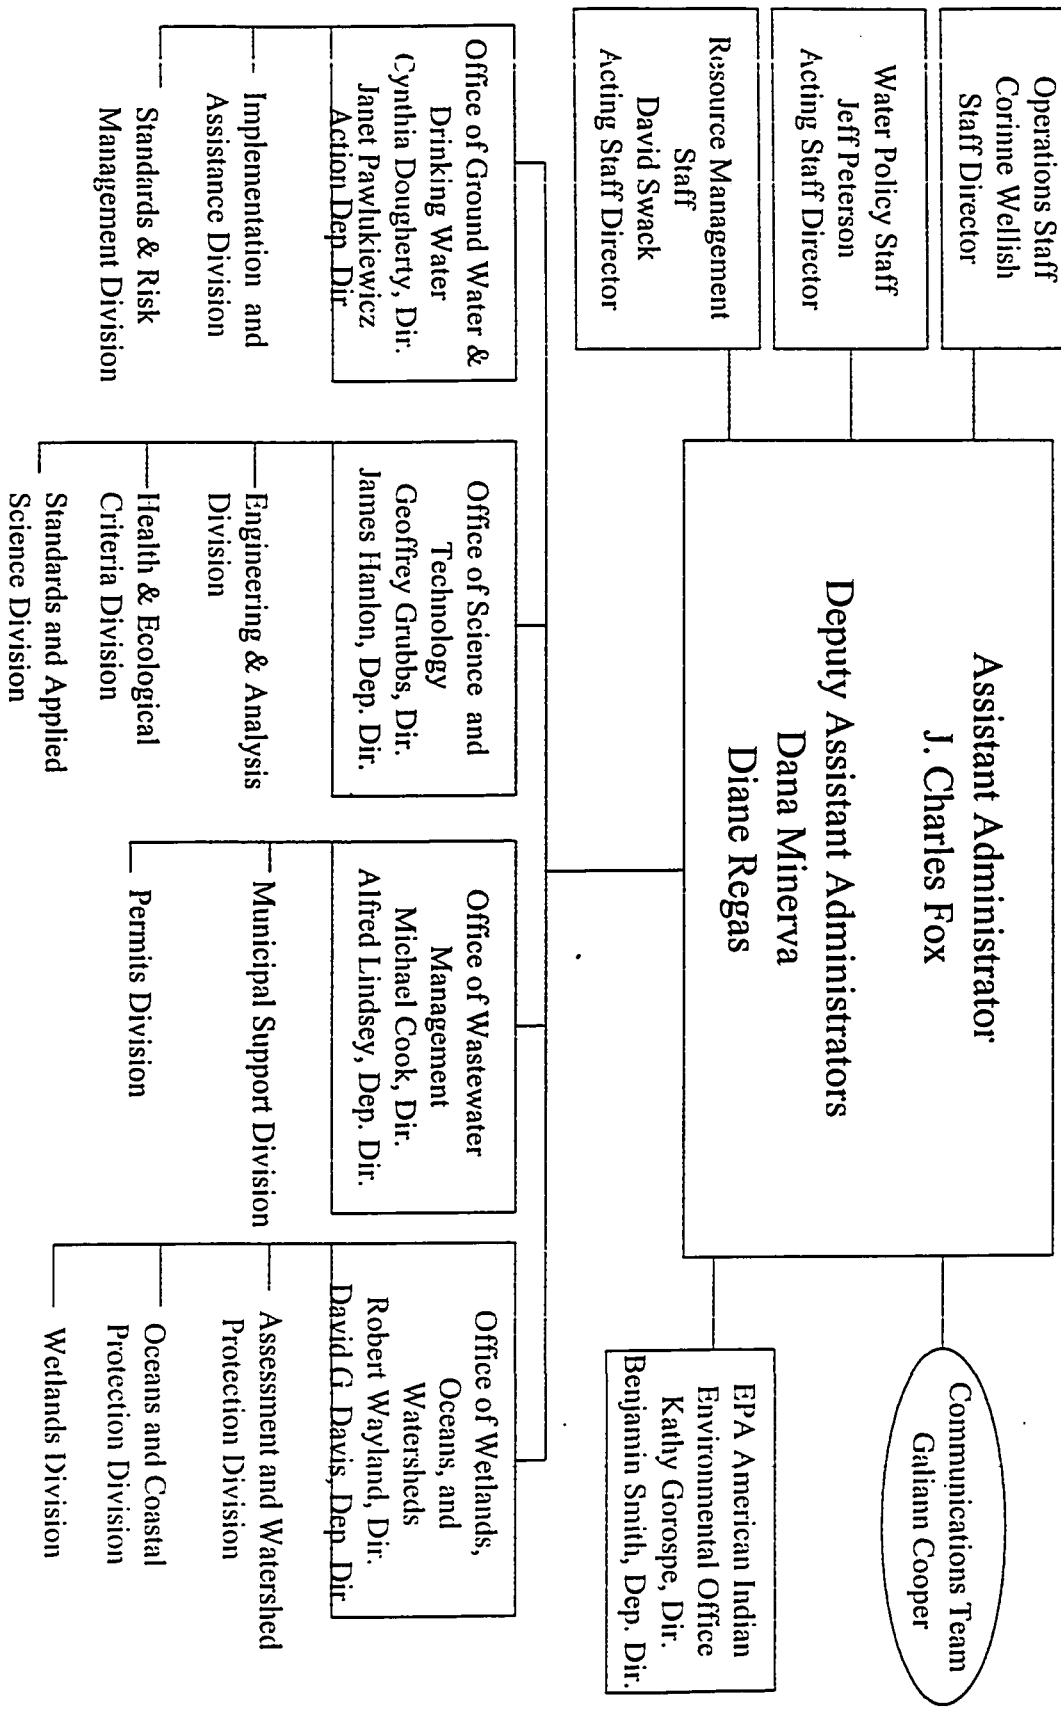 Operations Staff
Corinne Wellish
Staff Director
Water Policy Staff
Jeff Peterson
Acting Staff Director
Resource Management
Staff
David Swack
Acting Staff Director
Assistant Administrator
J. Charles Fox
Deputy Assistant Administrators
Dana Minerva
Diane Regas
Communications Team
Galiann Cooper
EPA American Indian
Environmental Office
Kathy Gorospe, Dir.
Benjamin Smith, Dep. Dir.
Office of Ground Water &
Drinking Water
Cynthia Dougherty, Dir.
Janet Pawlukiewicz
Action Dep. Dir
Implementation and
Assistance Division
Standards & Risk
Management Division
Office of Science and
Technology
Geoffrey Grubbs, Dir.
James Hanlon, Dep. Dir.
Engineering & Analysis
Division
Health & Ecological
Criteria Division
Standards and Applied
Science Division
Office of Wastewater
Management
Michael Cook, Dir.
Alfred Lindsey, Dep. Dir.
Municipal Support Division
Permits Division
Office of Wetlands,
Oceans, and
Watersheds
Robert Wayland, Dir.
David G. Davis, Dep. Dir
Assessment and Watershed
Protection Division
Oceans and Coastal
Protection Division
Wetlands Division